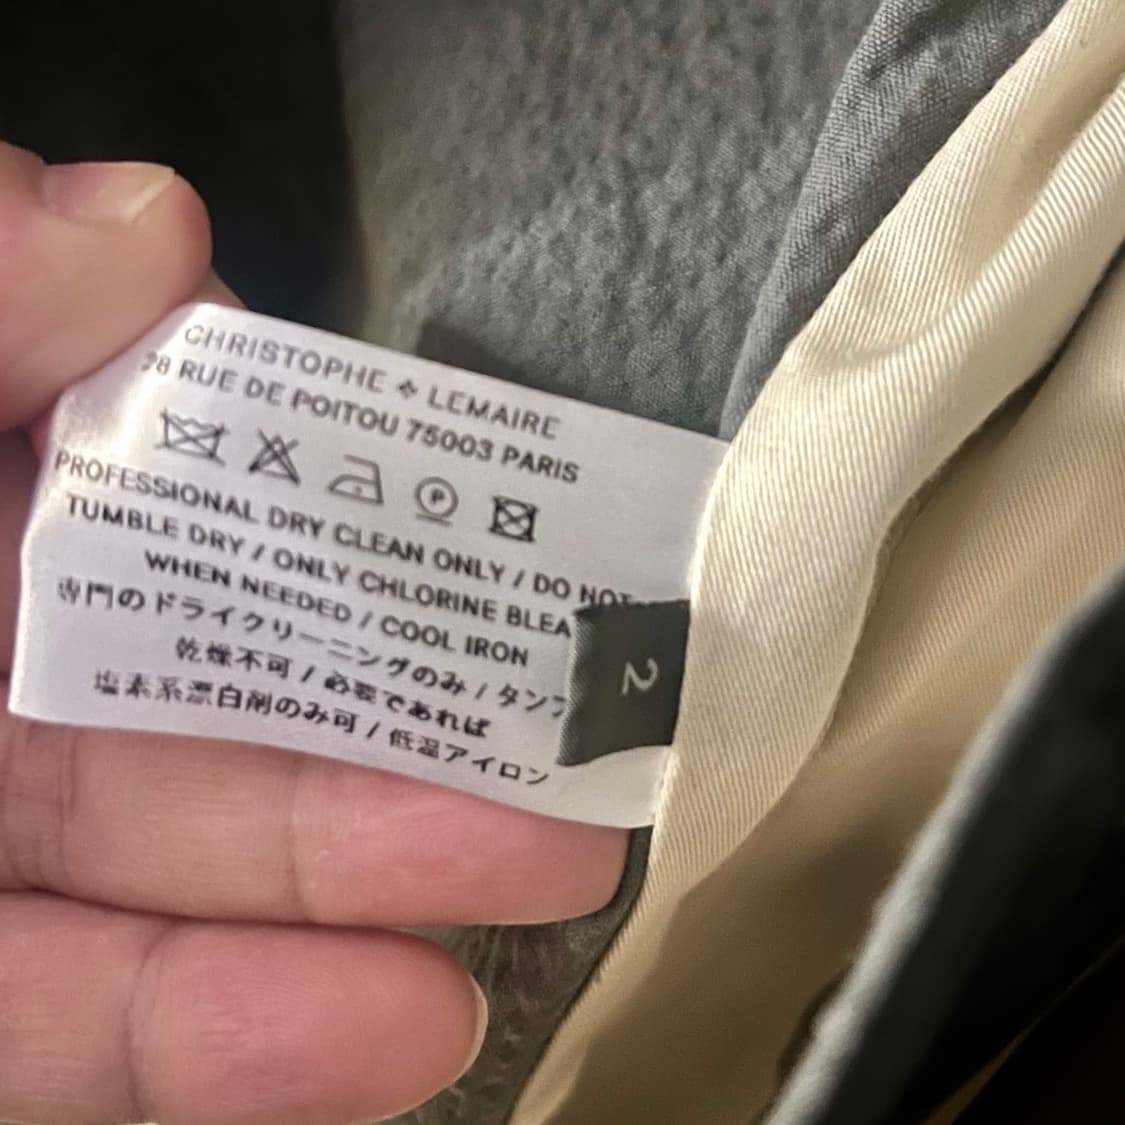 CHRISTOPHE ✢ LEMAIRE
28 RUE DE POITOU 75003 PARIS
P
PROFESSIONAL DRY CLEAN ONLY / DO NOT
TUMBLE DRY / ONLY CHLORINE BLEA
WHEN NEEDED / COOL IRON
専門のドライクリーニングのみ / タンブ
乾燥不可 / 必要であれば
塩素系漂白剤のみ可 / 低温アイロン
2